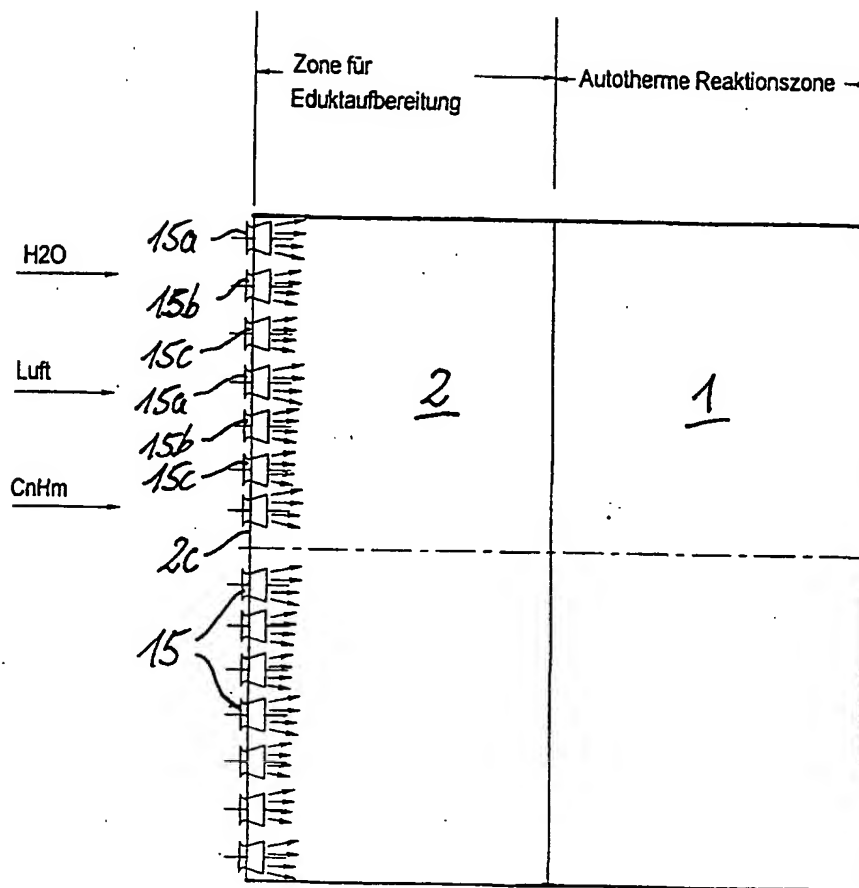 Zone für
Eduktaufbereitung
Autotherme Reaktionszone
H2O
15a
15b
15c
Luft
15a
15b
15c
CnHm
2c
15
2
1